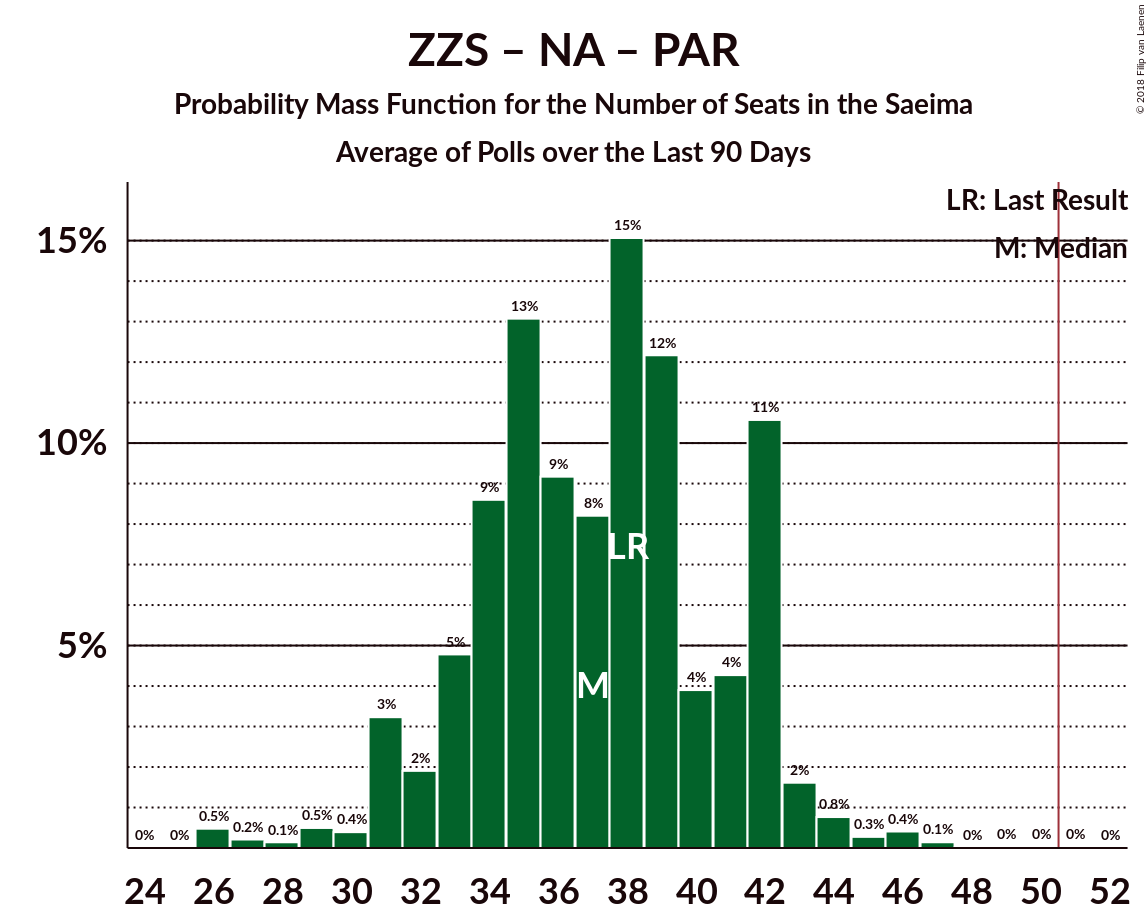 ZZS – NA – PAR
Probability Mass Function for the Number of Seats in the Saeima
Average of Polls over the Last 90 Days
© 2018 Filip van Laenen
LR: Last Result
M: Median
15%
10%
5%
0% 0% 0.5% 0.2% 0.1% 0.5% 0.4% 3% 2% 5% 9% 13% 9% 8% 15% 12% 4% 4% 11% 2% 0.8% 0.3% 0.4% 0.1% 0% 0% 0% 0% 0%
LR
M
24 26 28 30 32 34 36 38 40 42 44 46 48 50 52